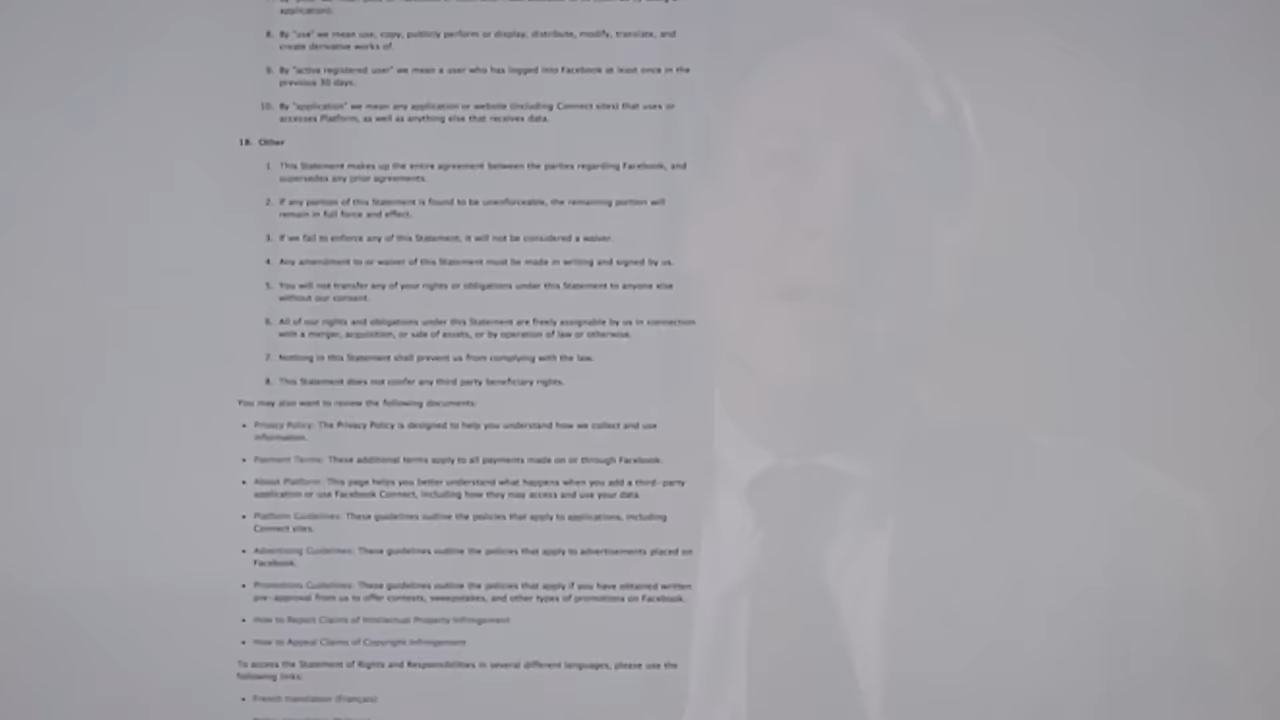 application).
8. By "use" we mean use, copy, publicly perform or display, distribute, modify, translate, and
create derivative works of.
9. By "active registered user" we mean a user who has logged into Facebook at least once in the
previous 30 days.
10. By "application" we mean any application or website (including Connect sites) that uses or
accesses Platform, as well as anything else that receives data.
18. Other
1. This Statement makes up the entire agreement between the parties regarding Facebook, and
supersedes any prior agreements.
2. If any portion of this Statement is found to be unenforceable, the remaining portion will
remain in full force and effect.
3. If we fail to enforce any of this Statement, it will not be considered a waiver.
4. Any amendment to or waiver of this Statement must be made in writing and signed by us.
5. You will not transfer any of your rights or obligations under this Statement to anyone else
without our consent.
6. All of our rights and obligations under this Statement are freely assignable by us in connection
with a merger, acquisition, or sale of assets, or by operation of law or otherwise.
7. Nothing in this Statement shall prevent us from complying with the law.
8. This Statement does not confer any third party beneficiary rights.
You may also want to review the following documents:
• Privacy Policy: The Privacy Policy is designed to help you understand how we collect and use
information.
• Payment Terms: These additional terms apply to all payments made on or through Facebook.
• About Platform: This page helps you better understand what happens when you add a third-party
application or use Facebook Connect, including how they may access and use your data.
• Platform Guidelines: These guidelines outline the policies that apply to applications, including
Connect sites.
• Advertising Guidelines: These guidelines outline the policies that apply to advertisements placed on
Facebook.
• Promotions Guidelines: These guidelines outline the policies that apply if you have obtained written
pre-approval from us to offer contests, sweepstakes, and other types of promotions on Facebook.
• How to Report Claims of Intellectual Property Infringement
• How to Appeal Claims of Copyright Infringement
To access the Statement of Rights and Responsibilities in several different languages, please use the
following links:
• French translation (Français)